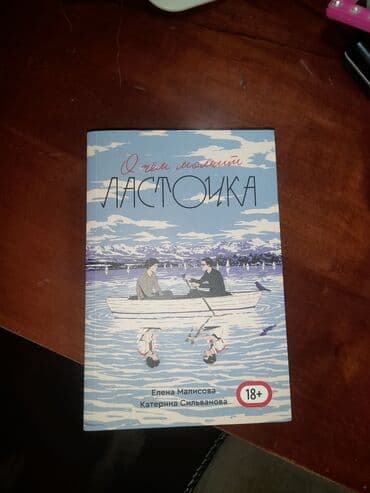 О чём молчит
ЛАСТОЧКА
Елена Малисова
Катерина Сильванова
18+